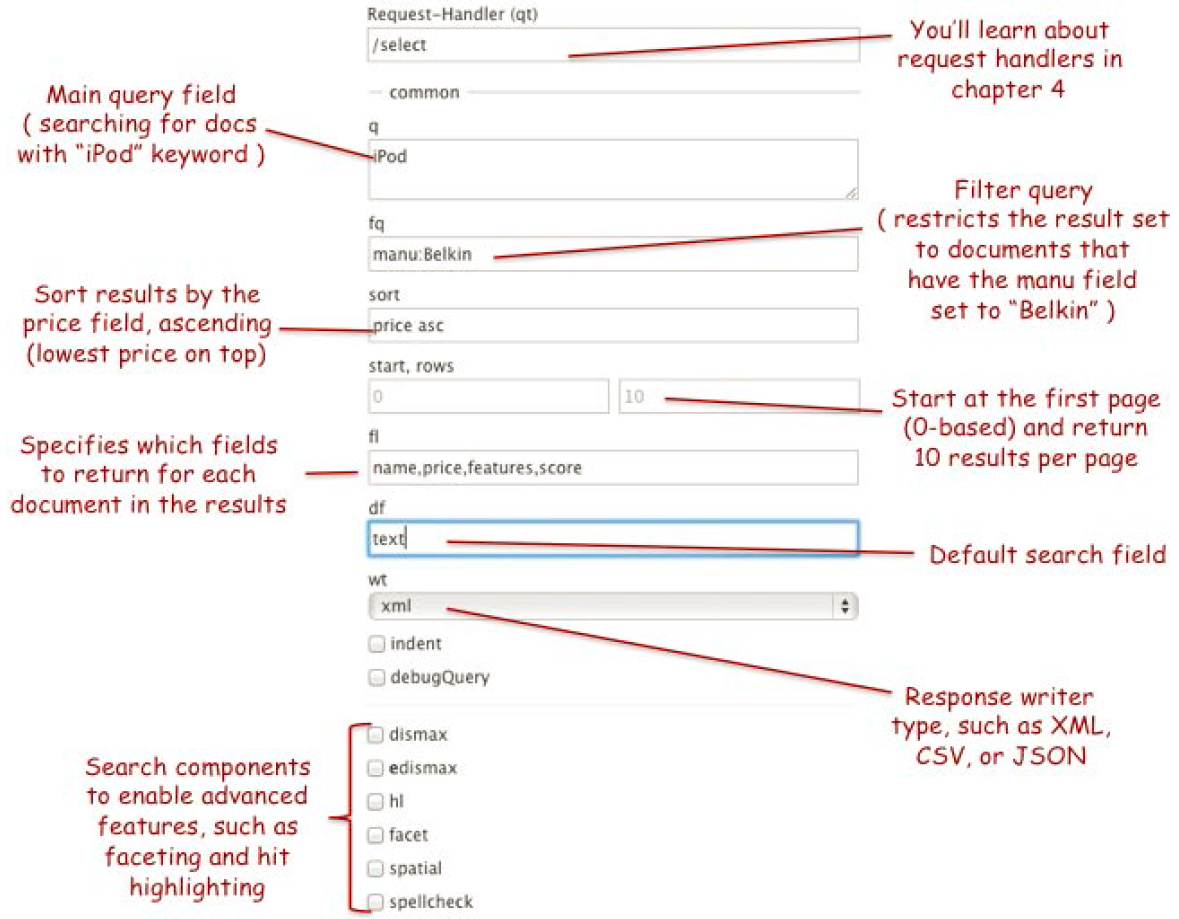 Request-Handler (qt)
/select
You'll learn about
request handlers in
chapter 4
common
Main query field
( searching for docs
with "iPod" keyword )
q
iPod
Filter query
( restricts the result set
to documents that
have the manu field
set to "Belkin" )
fq
manu:Belkin
Sort results by the
price field, ascending
(lowest price on top)
sort
price asc
start, rows
0
10
Start at the first page
(0-based) and return
10 results per page
Specifies which fields
to return for each
document in the results
fl
name,price,features,score
df
text
Default search field
wt
xml
Response writer
type, such as XML,
CSV, or JSON
indent
debugQuery
Search components
to enable advanced
features, such as
faceting and hit
highlighting
dismax
edismax
hl
facet
spatial
spellcheck